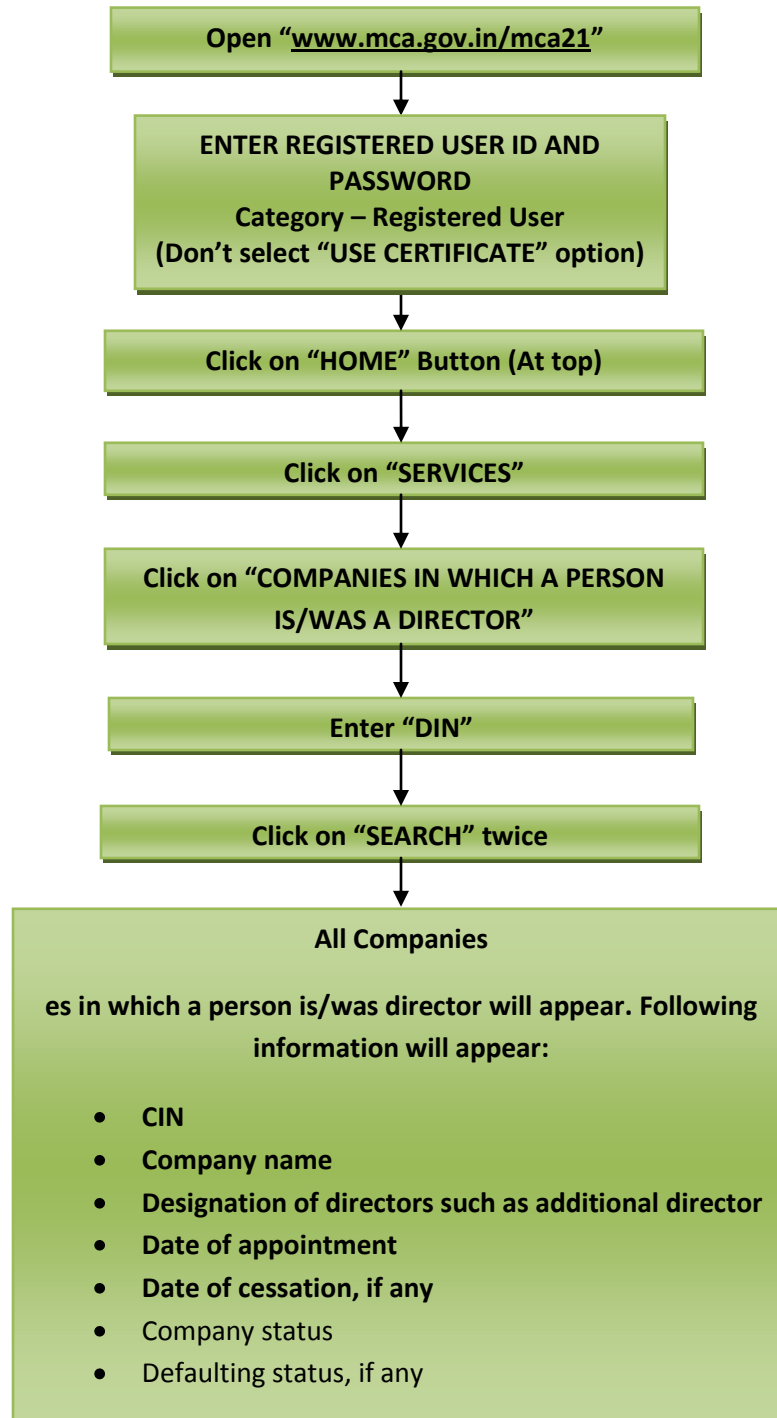 Open “www.mca.gov.in/mca21”
ENTER REGISTERED USER ID AND
PASSWORD
Category – Registered User
(Don’t select “USE CERTIFICATE” option)
Click on “HOME” Button (At top)
Click on “SERVICES”
Click on “COMPANIES IN WHICH A PERSON
IS/WAS A DIRECTOR”
Enter “DIN”
Click on “SEARCH” twice
All Companies
es in which a person is/was director will appear. Following
information will appear:
• CIN
• Company name
• Designation of directors such as additional director
• Date of appointment
• Date of cessation, if any
• Company status
• Defaulting status, if any